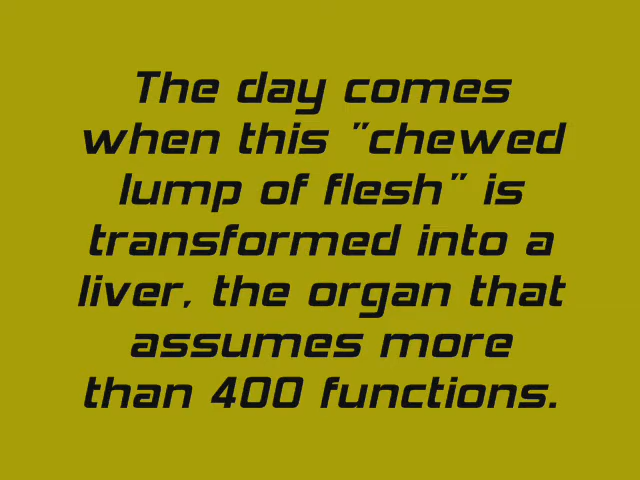 The day comes
when this "chewed
lump of flesh" is
transformed into a
liver, the organ that
assumes more
than 400 functions.